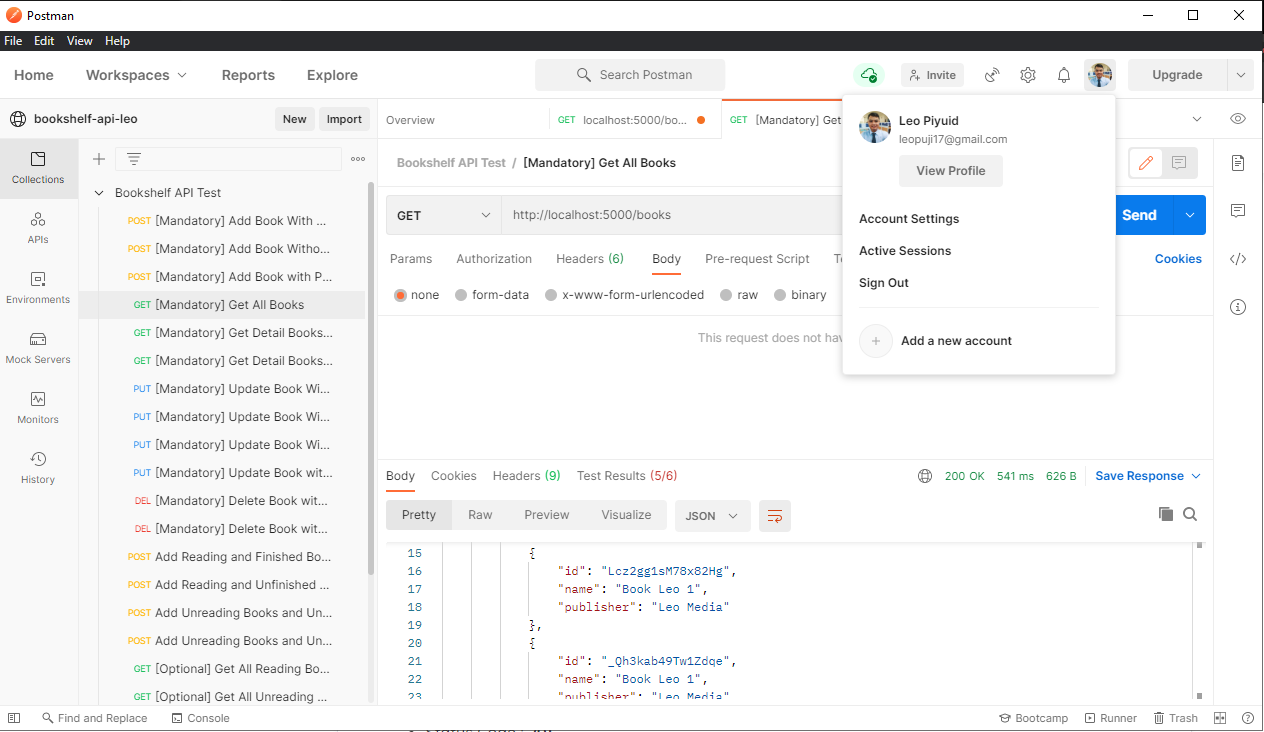 Postman
File Edit View Help
Home Workspaces Reports Explore Search Postman Invite Upgrade
bookshelf-api-leo New Import
Overview GET localhost:5000/bo... GET [Mandatory] Get
Leo Piyuid
leopuji17@gmail.com
View Profile
Account Settings
Active Sessions
Sign Out
Add a new account
Collections
APIs
Environments
Mock Servers
Monitors
History
Bookshelf API Test
POST [Mandatory] Add Book With ...
POST [Mandatory] Add Book Witho...
POST [Mandatory] Add Book with P...
GET [Mandatory] Get All Books
GET [Mandatory] Get Detail Books...
GET [Mandatory] Get Detail Books...
PUT [Mandatory] Update Book Wi...
PUT [Mandatory] Update Book Wi...
PUT [Mandatory] Update Book Wi...
PUT [Mandatory] Update Book wit...
DEL [Mandatory] Delete Book wit...
DEL [Mandatory] Delete Book wit...
POST Add Reading and Finished Bo...
POST Add Reading and Unfinished ...
POST Add Unreading Books and Un...
POST Add Unreading Books and Un...
GET [Optional] Get All Reading Bo...
GET [Optional] Get All Unreading ...
Bookshelf API Test / [Mandatory] Get All Books
GET http://localhost:5000/books Send
Params Authorization Headers (6) Body Pre-request Script Cookies
none form-data x-www-form-urlencoded raw binary
This request does not
Body Cookies Headers (9) Test Results (5/6) 200 OK 541 ms 626 B Save Response
Pretty Raw Preview Visualize JSON
15 {
16 "id": "Lcz2gg1sM78x82Hg",
17 "name": "Book Leo 1",
18 "publisher": "Leo Media"
19 },
20 {
21 "id": "_Qh3kab49Tw1Zdqe",
22 "name": "Book Leo 1",
23 "publisher": "Leo Media"
Find and Replace Console Bootcamp Runner Trash